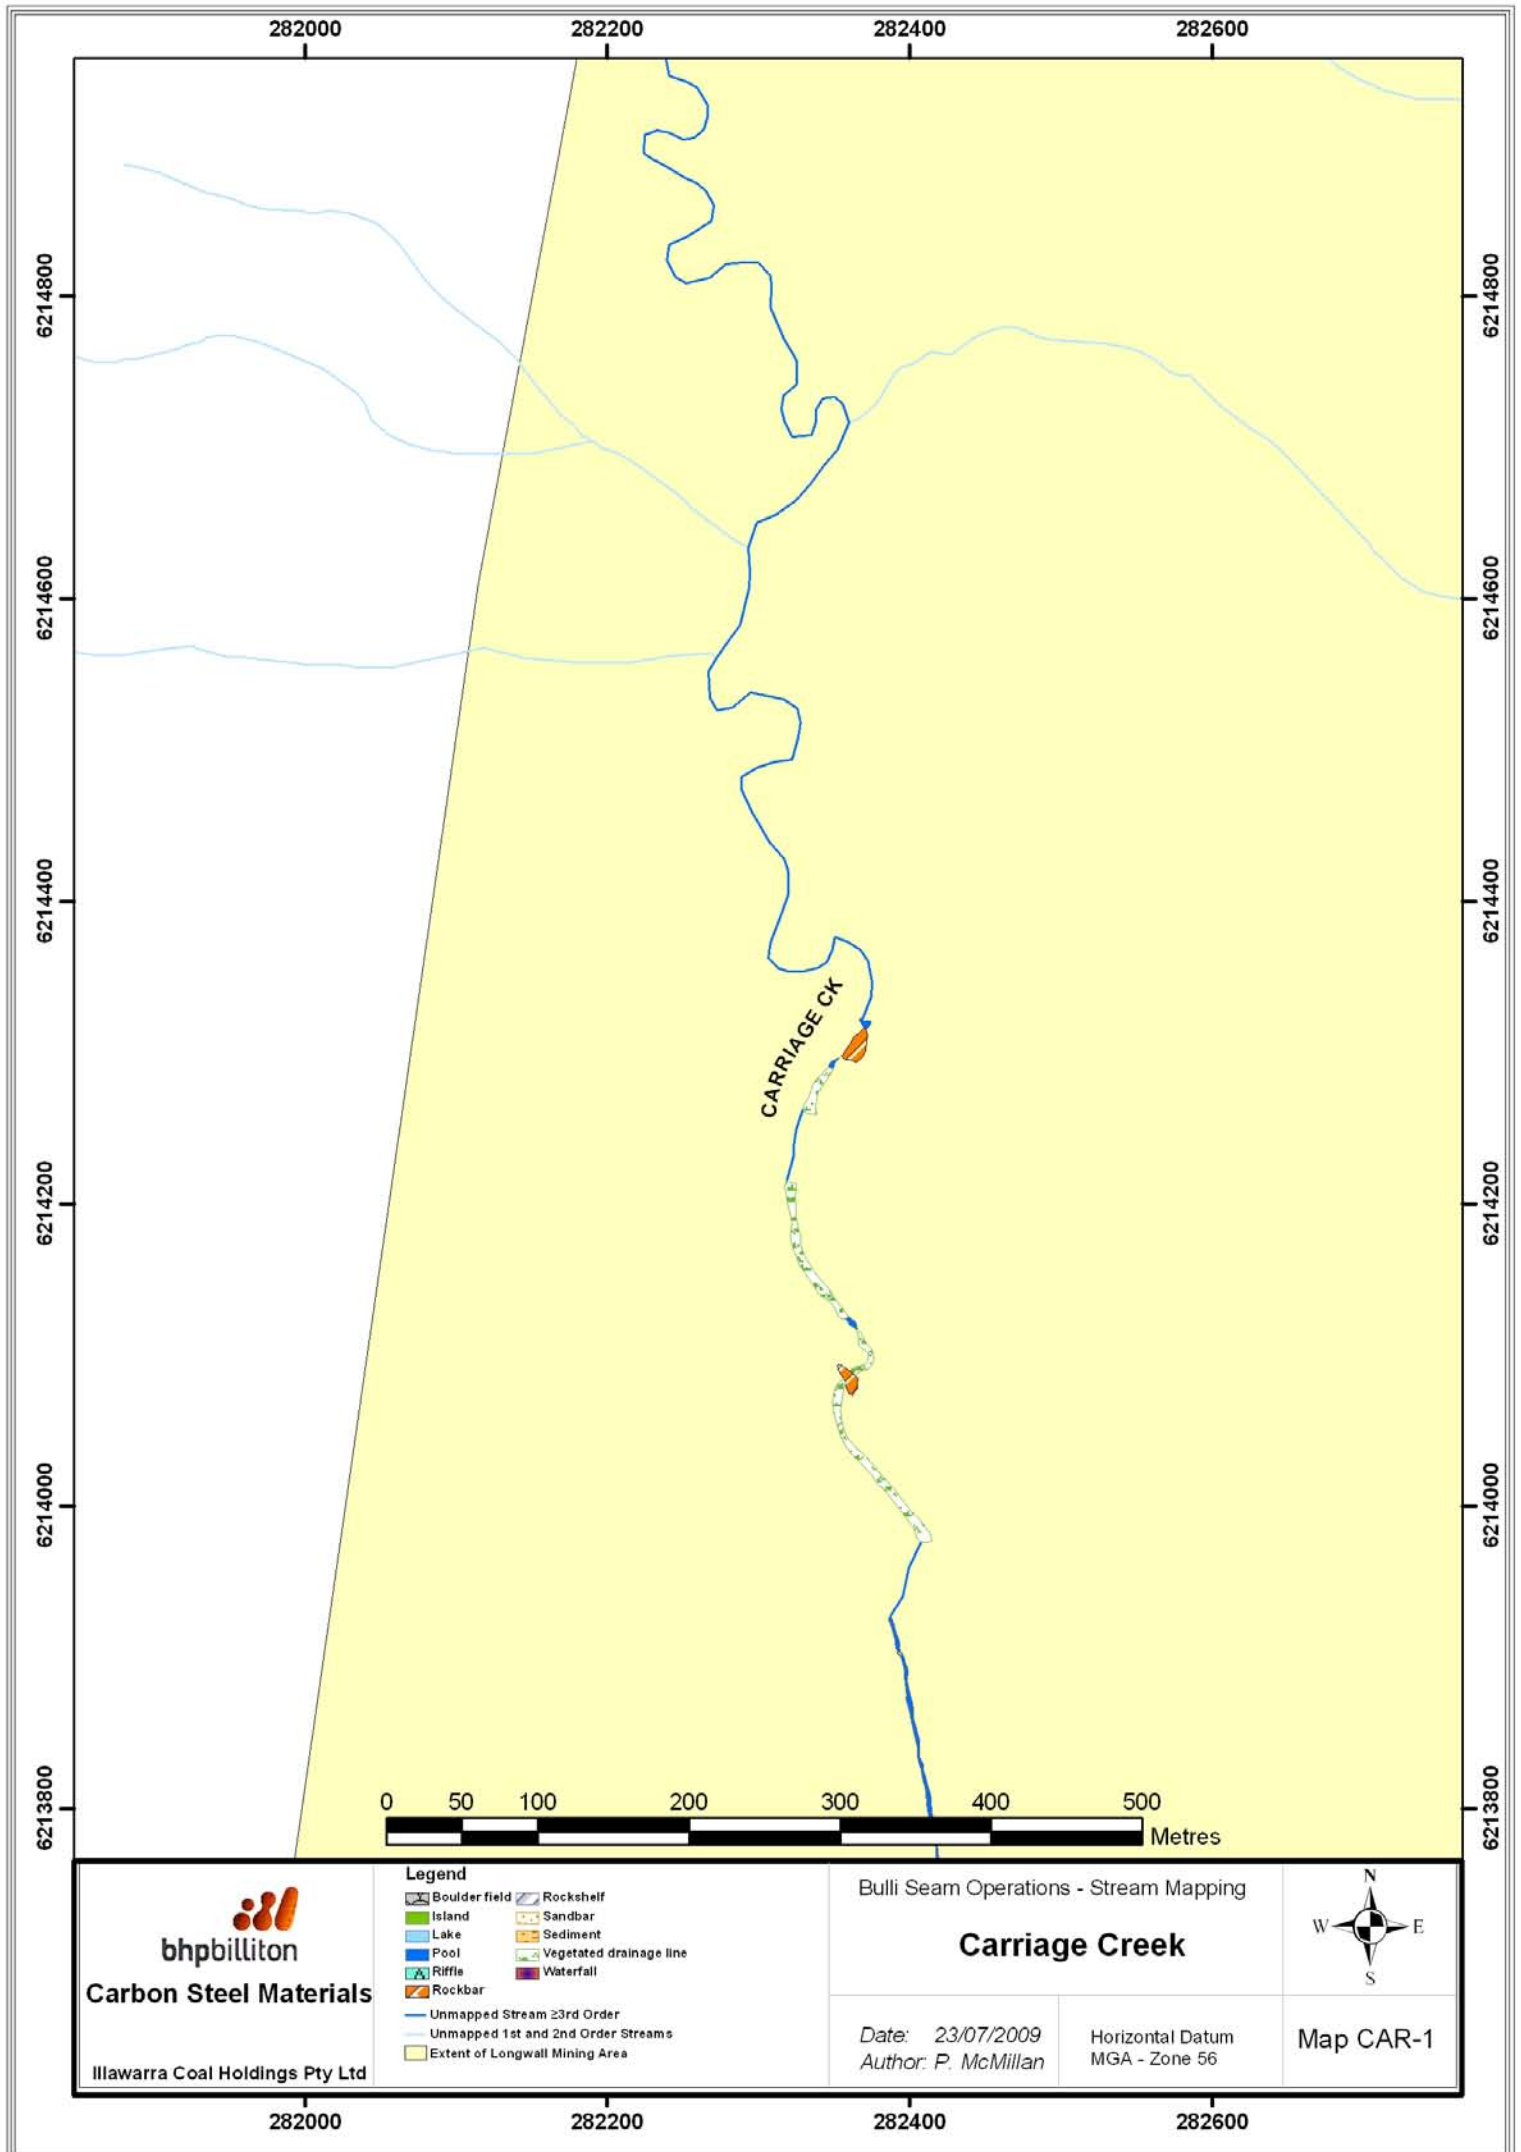 282000 282200 282400 282600
6214800 6214800
6214600 6214600
6214400 6214400
CARRIAGE CK
6214200 6214200
6214000 6214000
6213800 6213800
0 50 100 200 300 400 500
Metres
bhpbilliton
Carbon Steel Materials
Illawarra Coal Holdings Pty Ltd
Legend
Boulder field Rockshelf
Island Sandbar
Lake Sediment
Pool Vegetated drainage line
Riffle Waterfall
Rockbar
Unmapped Stream ≥3rd Order
Unmapped 1st and 2nd Order Streams
Extent of Longwall Mining Area
Bulli Seam Operations - Stream Mapping
Carriage Creek
Date: 23/07/2009
Author: P. McMillan
Horizontal Datum
MGA - Zone 56
N
W E
S
Map CAR-1
282000 282200 282400 282600